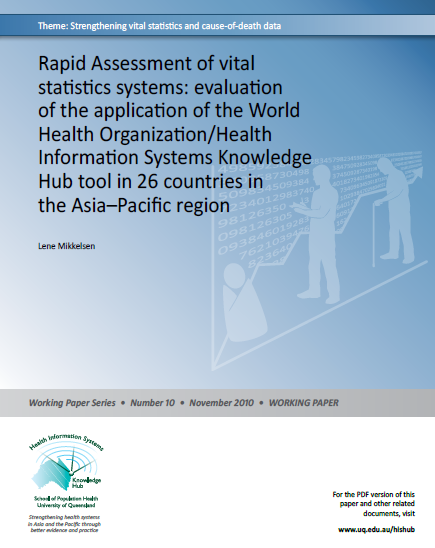 Theme: Strengthening vital statistics and cause-of-death data
Rapid Assessment of vital
statistics systems: evaluation
of the application of the World
Health Organization/Health
Information Systems Knowledge
Hub tool in 26 countries in
the Asia–Pacific region
Lene Mikkelsen
Working Paper Series • Number 10 • November 2010 • WORKING PAPER
Health Information Systems
Knowledge
Hub
School of Population Health
University of Queensland
Strengthening health systems
in Asia and the Pacific through
better evidence and practice
For the PDF version of this
paper and other related
documents, visit
www.uq.edu.au/hishub